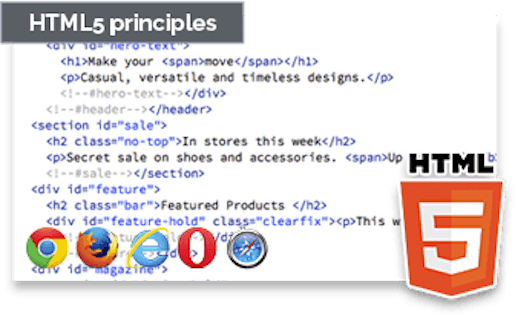 HTML5 principles
<div id="hero-text">
<h1>Make your <span>move</span></h1>
<p>Casual, versatile and timeless designs.</p>
<!--#hero-text--></div>
<!--#header--></header>
<section id="sale">
<h2 class="no-top">In stores this week</h2>
<p>Secret sale on shoes and accessories. <span>Up
<!--#sale--></section>
<div id="feature">
<h2 class="bar">Featured Products </h2>
<div id="feature-hold" class="clearfix"><p>This w
<div id="magazine">
HTML
5